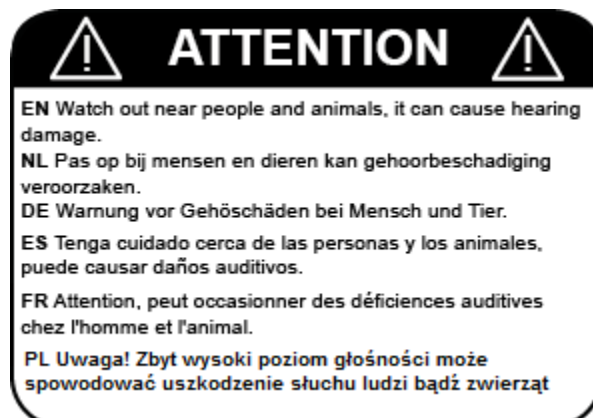 ATTENTION
EN Watch out near people and animals, it can cause hearing
damage.
NL Pas op bij mensen en dieren kan gehoorbeschadiging
veroorzaken.
DE Warnung vor Gehöschäden bei Mensch und Tier.
ES Tenga cuidado cerca de las personas y los animales,
puede causar daños auditivos.
FR Attention, peut occasionner des déficiences auditives
chez l'homme et l'animal.
PL Uwaga! Zbyt wysoki poziom głośności może
spowodować uszkodzenie słuchu ludzi bądź zwierząt